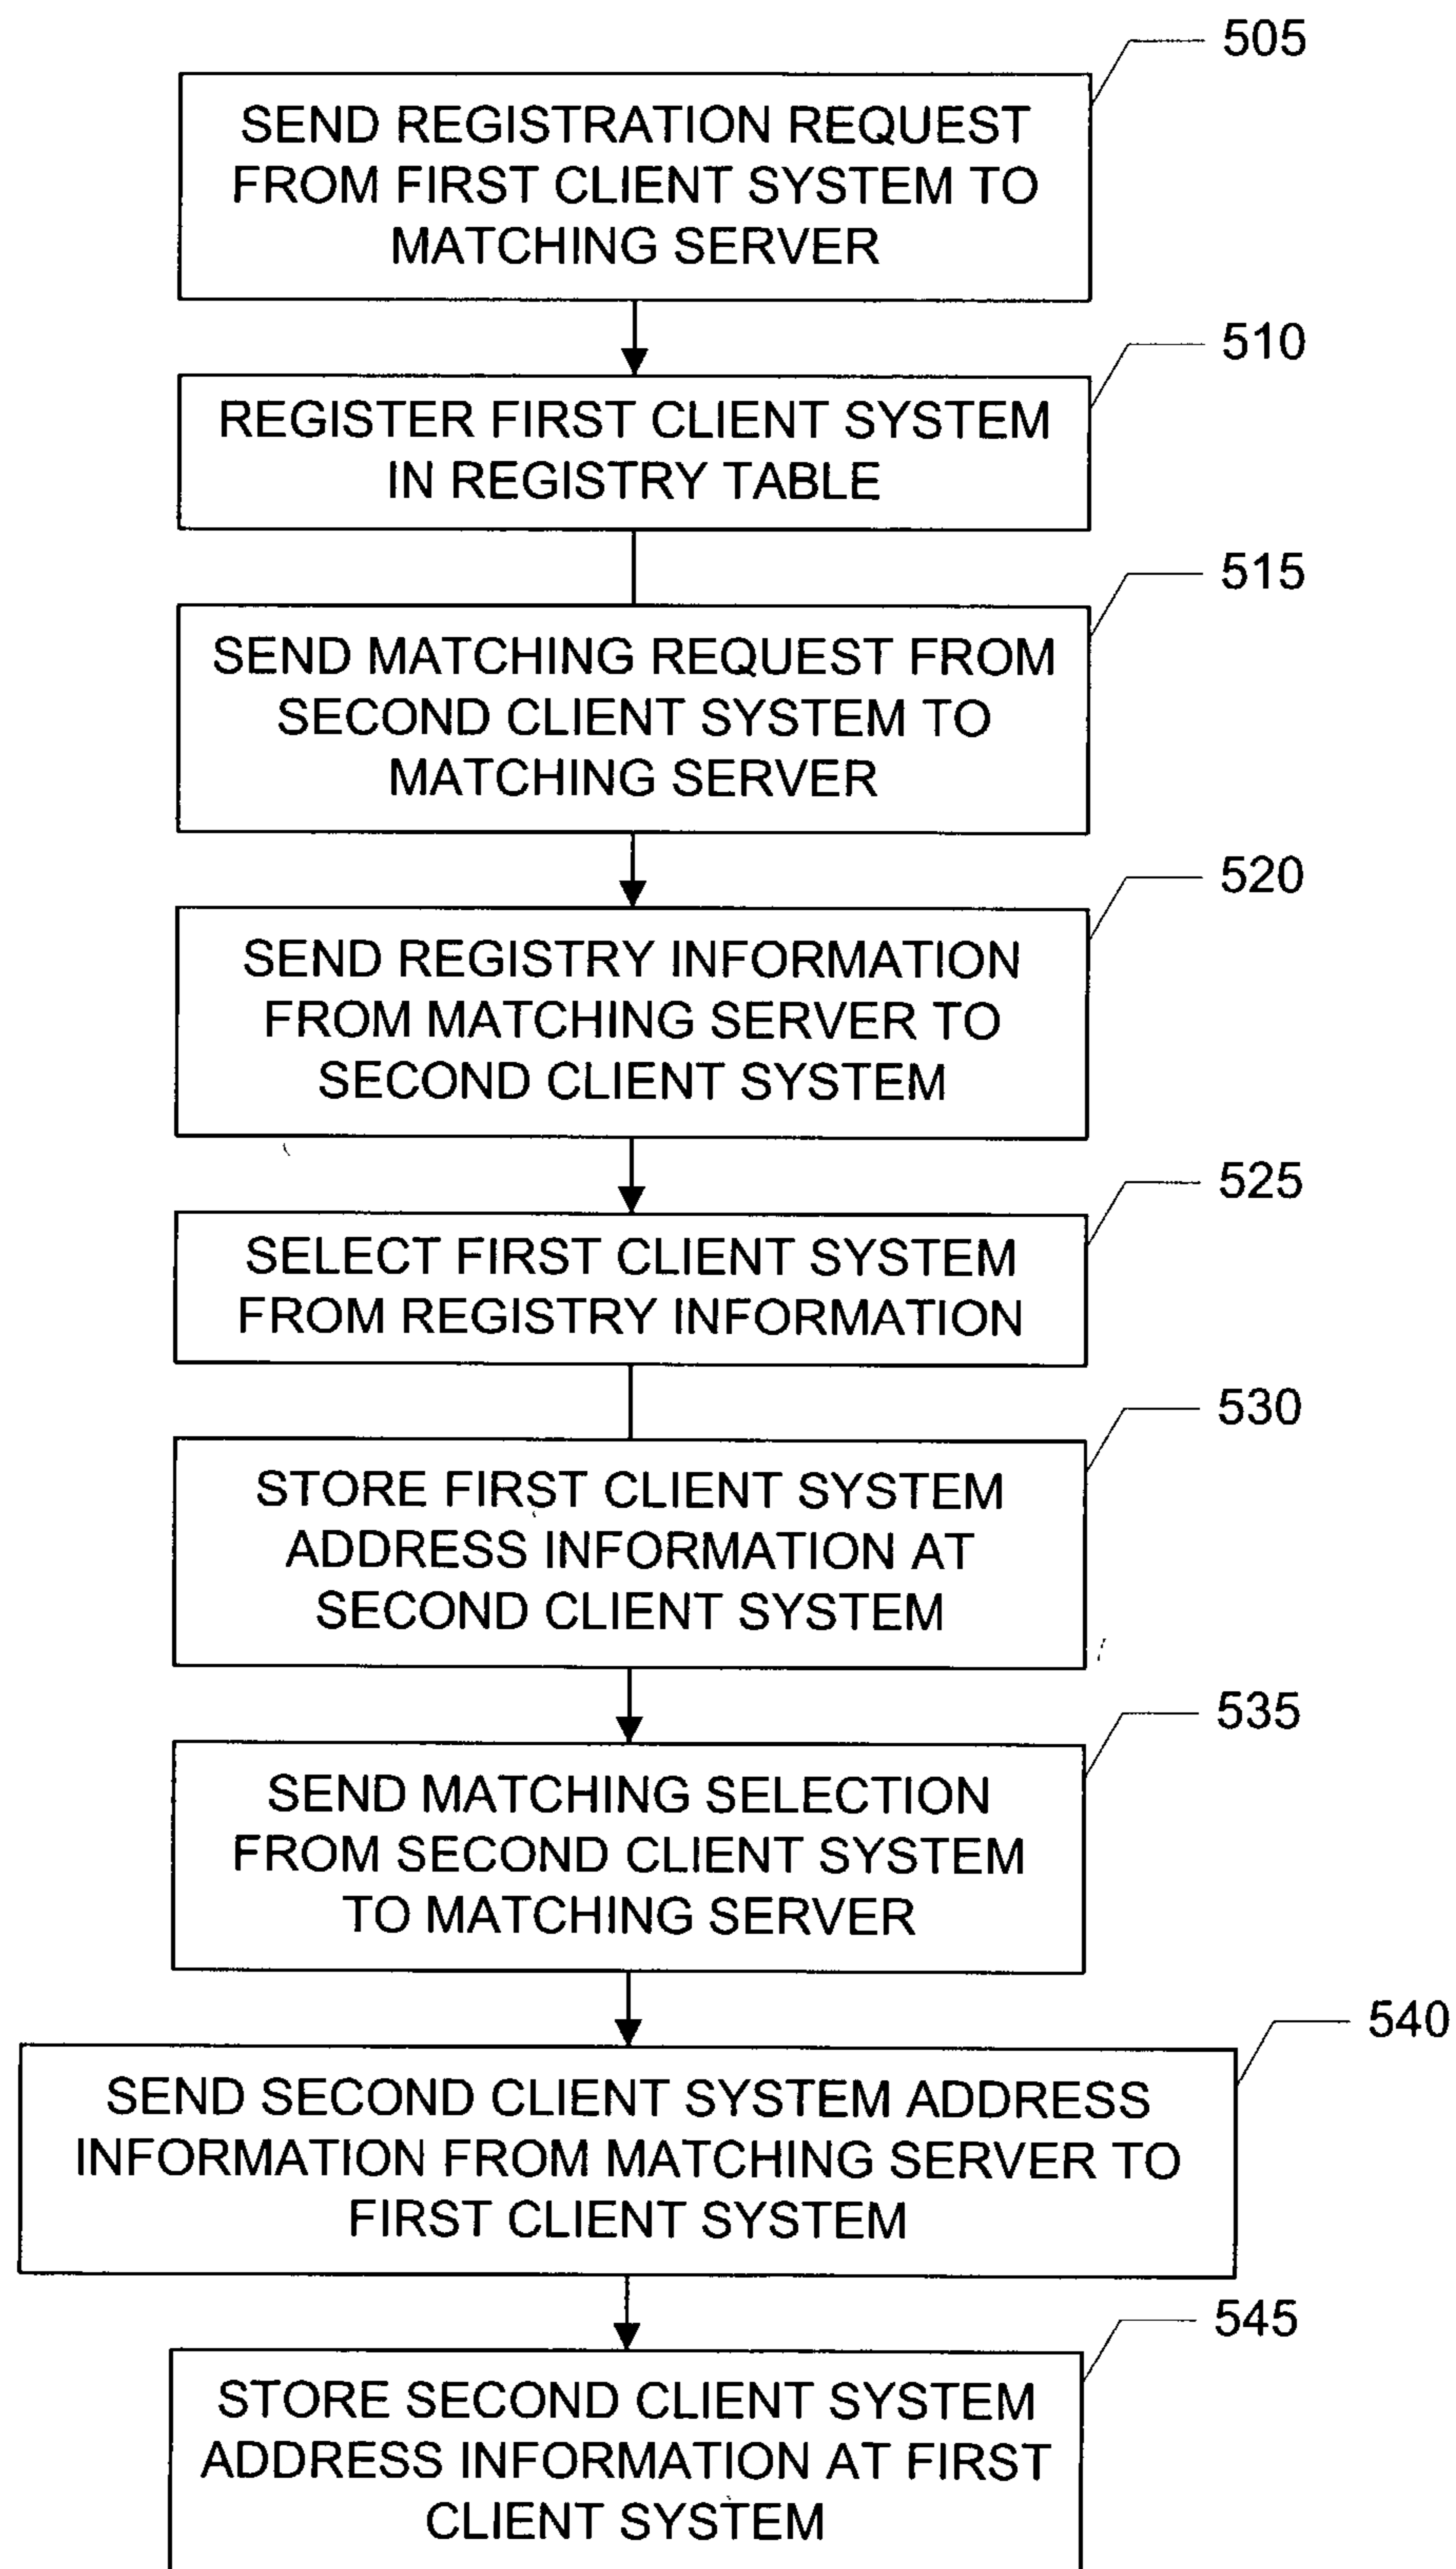 505
SEND REGISTRATION REQUEST
FROM FIRST CLIENT SYSTEM TO
MATCHING SERVER
510
REGISTER FIRST CLIENT SYSTEM
IN REGISTRY TABLE
515
SEND MATCHING REQUEST FROM
SECOND CLIENT SYSTEM TO
MATCHING SERVER
520
SEND REGISTRY INFORMATION
FROM MATCHING SERVER TO
SECOND CLIENT SYSTEM
525
SELECT FIRST CLIENT SYSTEM
FROM REGISTRY INFORMATION
530
STORE FIRST CLIENT SYSTEM
ADDRESS INFORMATION AT
SECOND CLIENT SYSTEM
535
SEND MATCHING SELECTION
FROM SECOND CLIENT SYSTEM
TO MATCHING SERVER
540
SEND SECOND CLIENT SYSTEM ADDRESS
INFORMATION FROM MATCHING SERVER TO
FIRST CLIENT SYSTEM
545
STORE SECOND CLIENT SYSTEM
ADDRESS INFORMATION AT FIRST
CLIENT SYSTEM